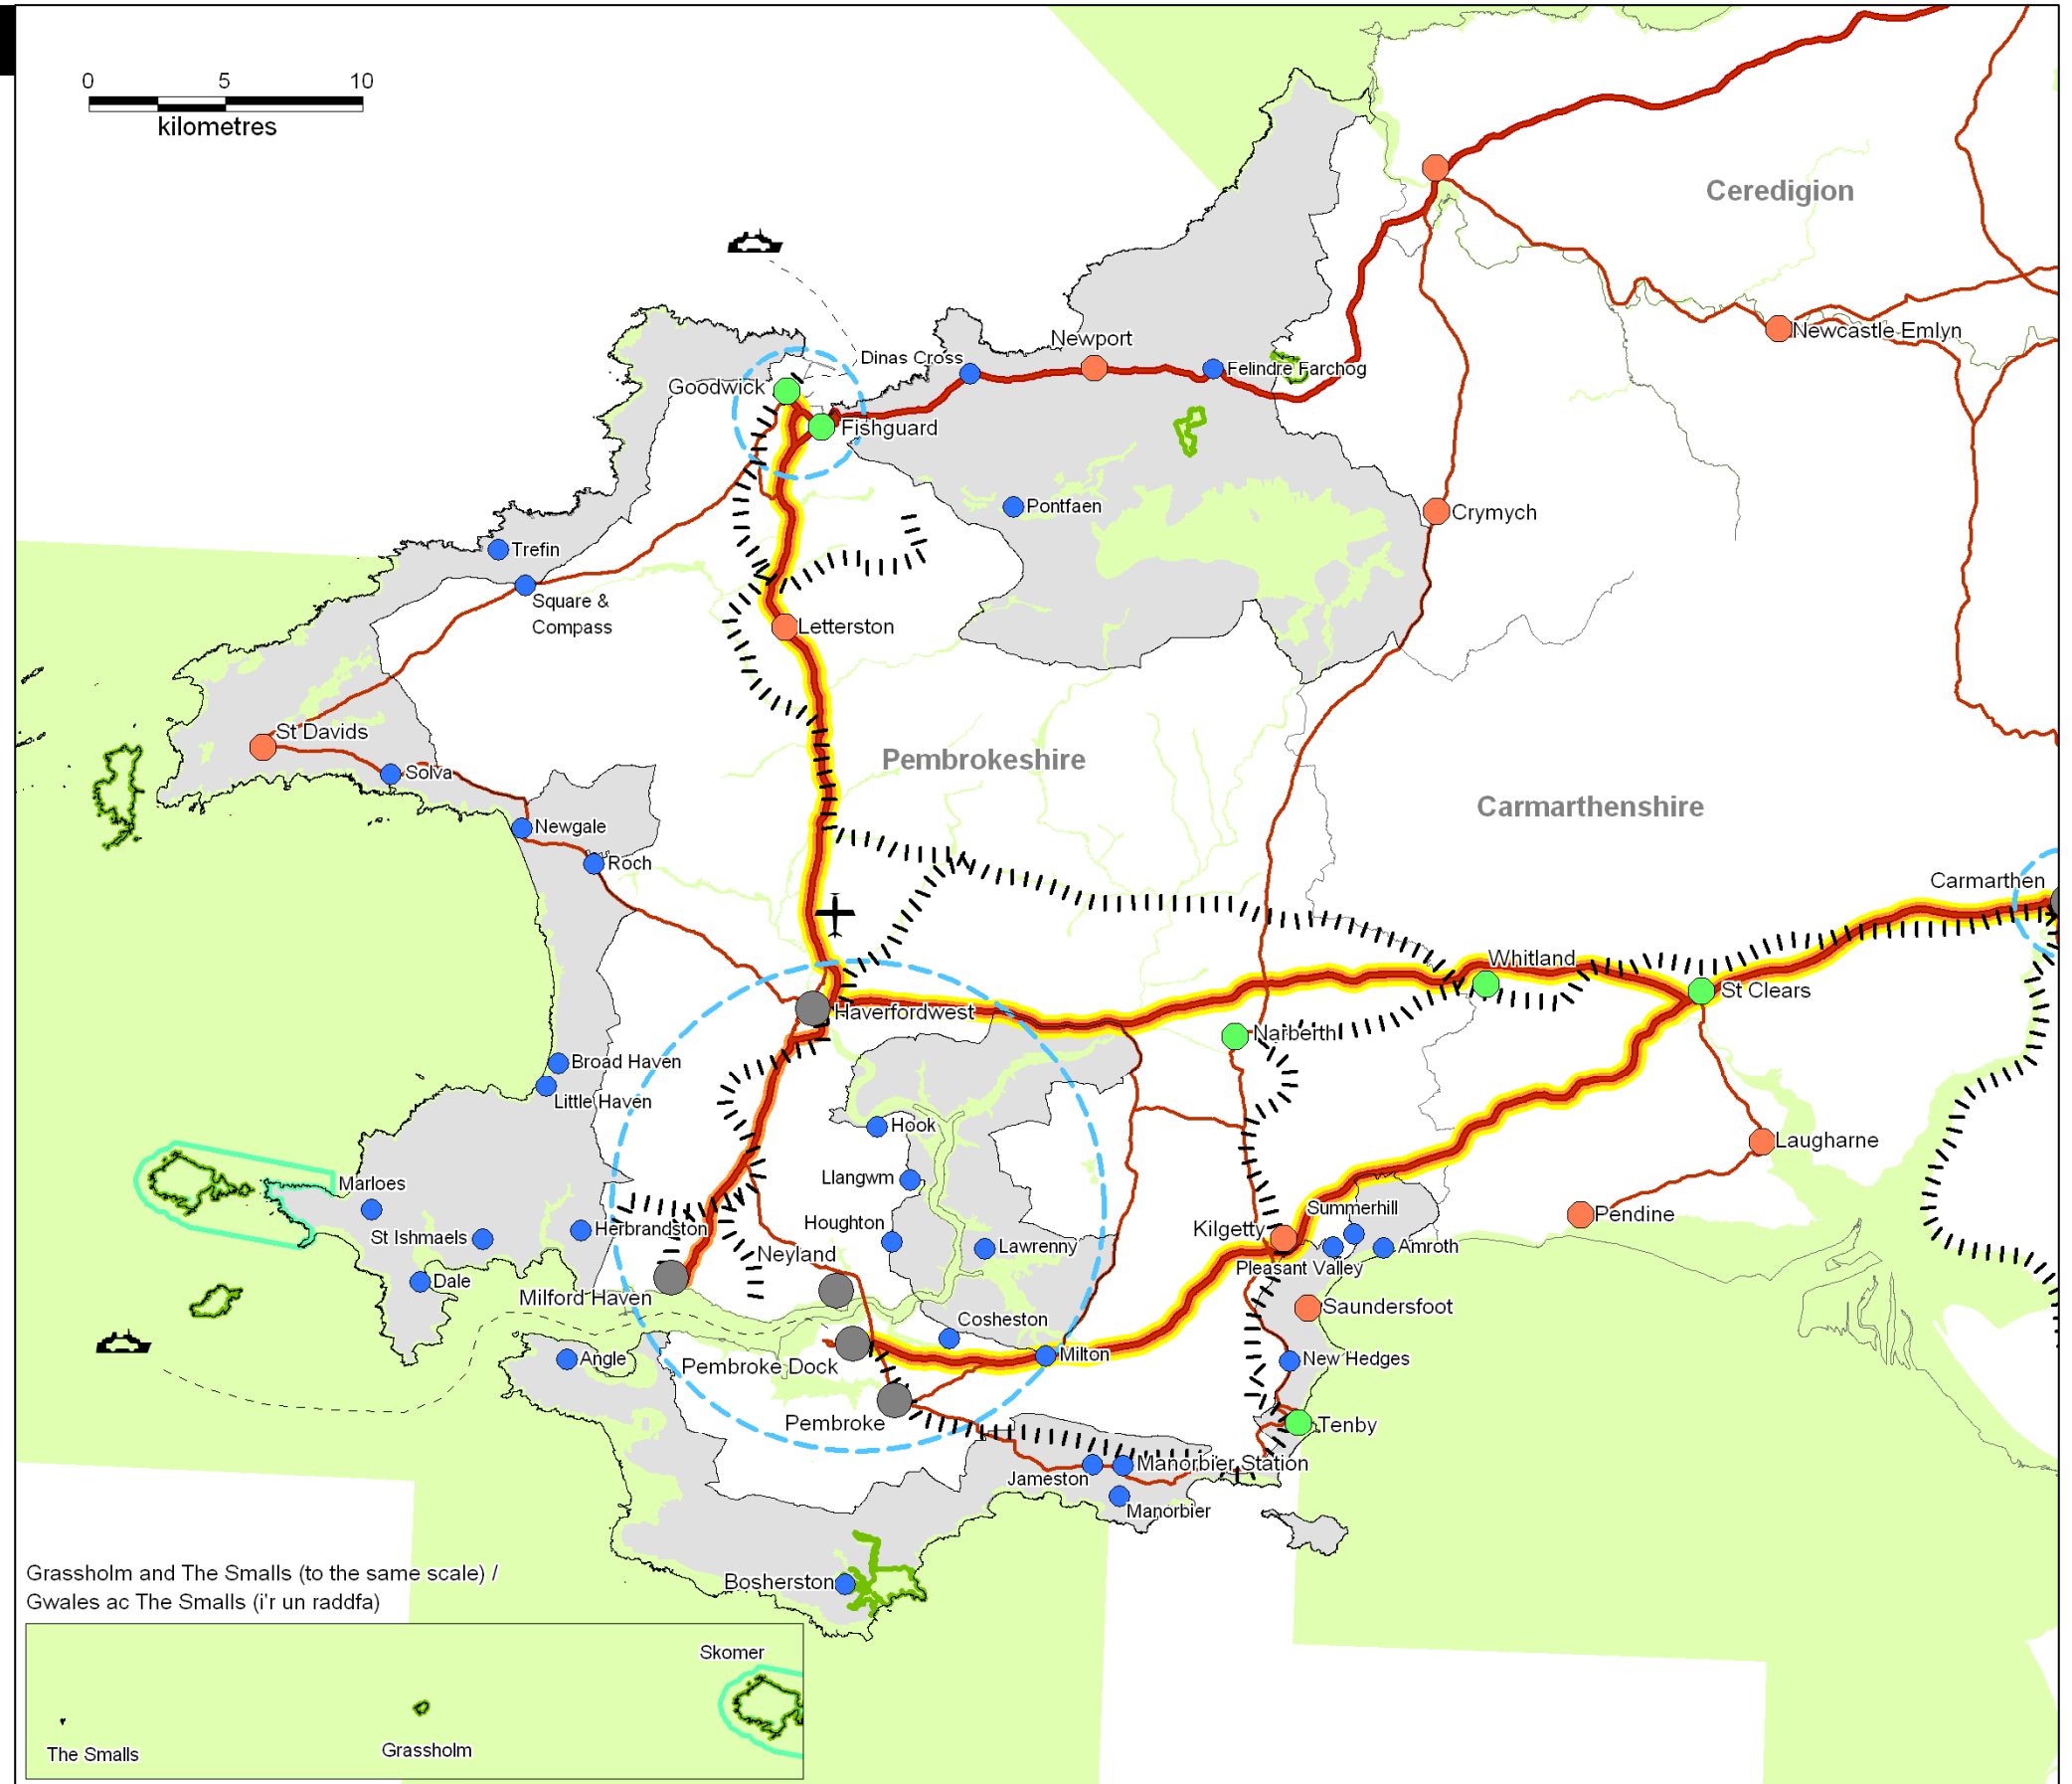 0 5 10
kilometres
Ceredigion
Newcastle Emlyn
Newport
Dinas Cross
Felindre Farchog
Goodwick
Fishguard
Pontfaen
Crymych
Trefin
Square &
Compass
Letterston
St Davids
Solva
Pembrokeshire
Carmarthenshire
Newgale
Roch
Carmarthen
Whitland
St Clears
Haverfordwest
Narberth
Broad Haven
Little Haven
Hook
Laugharne
Llangwm
Marloes
St Ishmaels
Herbrandston
Houghton
Lawrenny
Summerhill
Pendine
Kilgetty
Amroth
Neyland
Pleasant Valley
Dale
Milford Haven
Saundersfoot
Cosheston
Angle
Pembroke Dock
Milton
New Hedges
Pembroke
Tenby
Manorbier Station
Jameston
Manorbier
Bosherston
Grassholm and The Smalls (to the same scale) /
Gwales ac The Smalls (i'r un raddfa)
Skomer
The Smalls
Grassholm